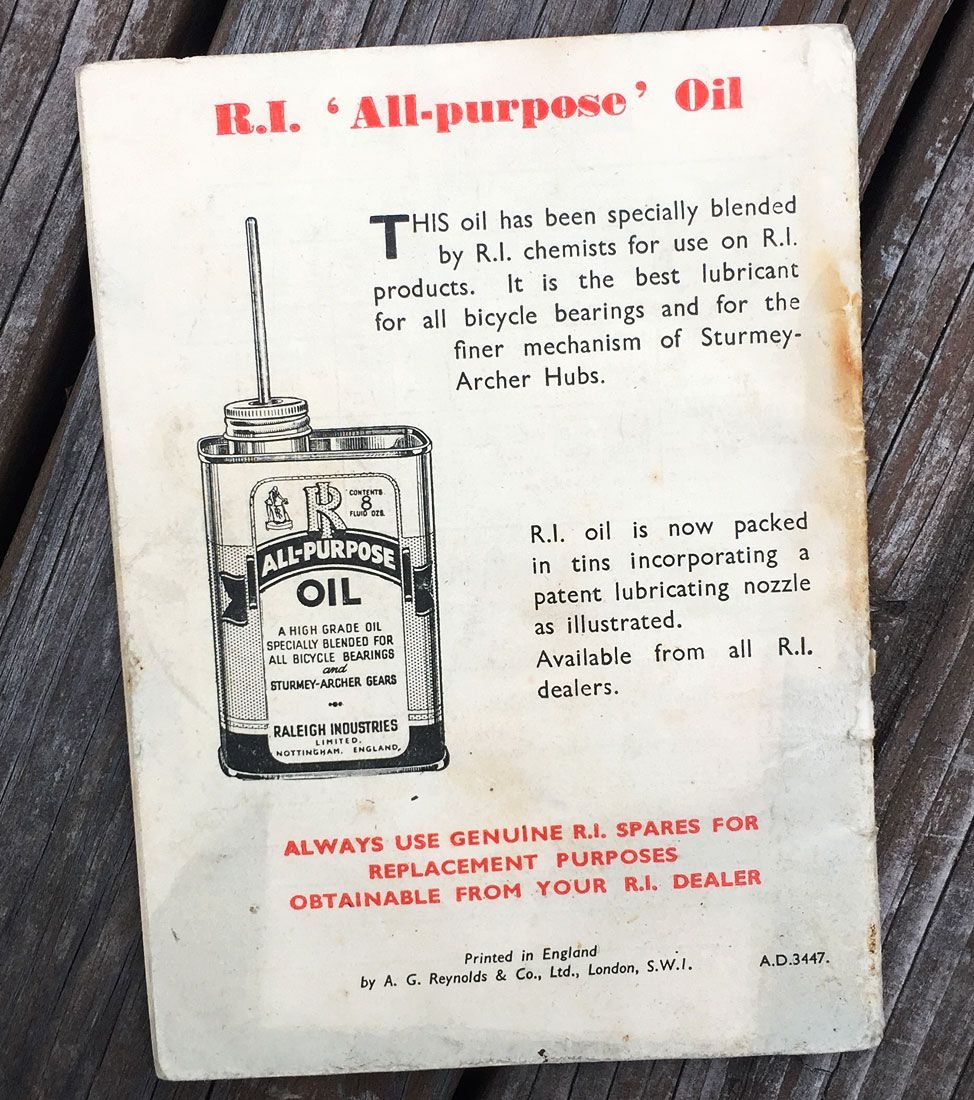 R.I. ‘All-purpose’ Oil
THIS oil has been specially blended
by R.I. chemists for use on R.I.
products. It is the best lubricant
for all bicycle bearings and for the
finer mechanism of Sturmey-
Archer Hubs.
RI
CONTENTS
8
FLUID OZS.
ALL-PURPOSE
OIL
A HIGH GRADE OIL
SPECIALLY BLENDED FOR
ALL BICYCLE BEARINGS
and
STURMEY-ARCHER GEARS
RALEIGH INDUSTRIES
LIMITED.
NOTTINGHAM. ENGLAND.
R.I. oil is now packed
in tins incorporating a
patent lubricating nozzle
as illustrated.
Available from all R.I.
dealers.
ALWAYS USE GENUINE R.I. SPARES FOR
REPLACEMENT PURPOSES
OBTAINABLE FROM YOUR R.I. DEALER
Printed in England
by A. G. Reynolds & Co., Ltd., London, S.W.1.
A.D.3447.